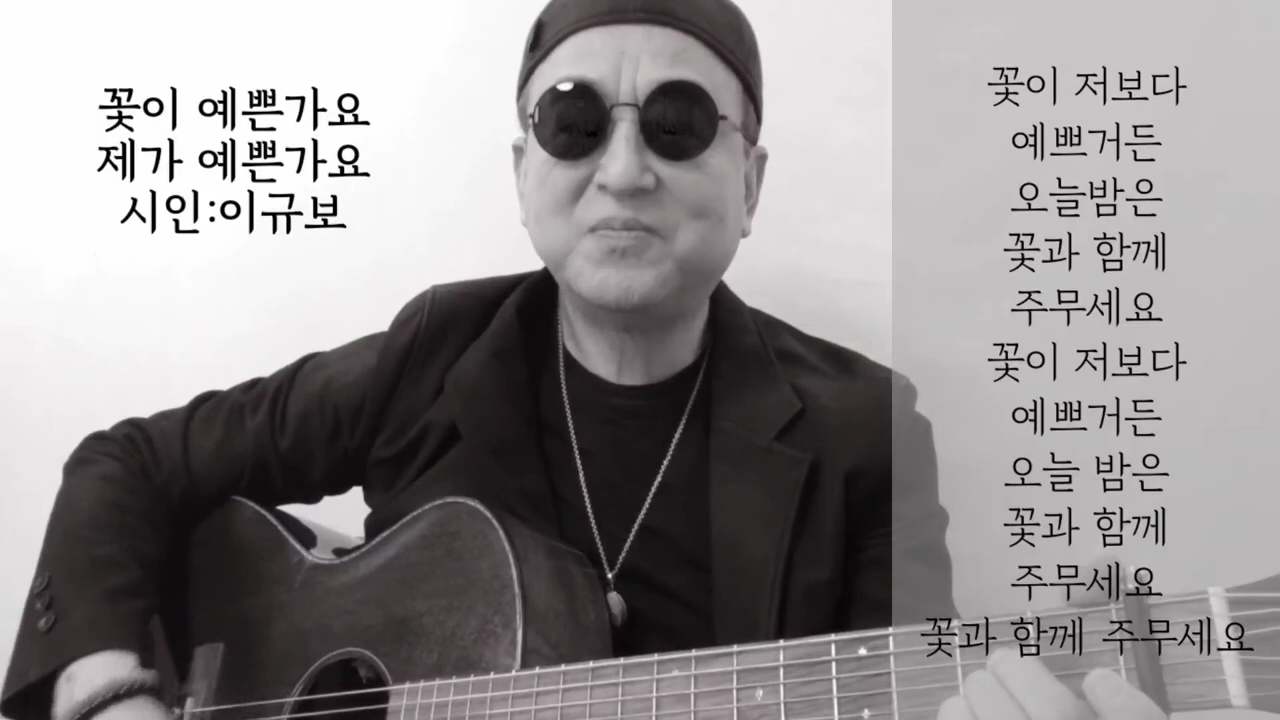 꽃이 예쁜가요
제가 예쁜가요
시인:이규보
꽃이 저보다
예쁘거든
오늘밤은
꽃과 함께
주무세요
꽃이 저보다
예쁘거든
오늘 밤은
꽃과 함께
주무세요
꽃과 함께 주무세요